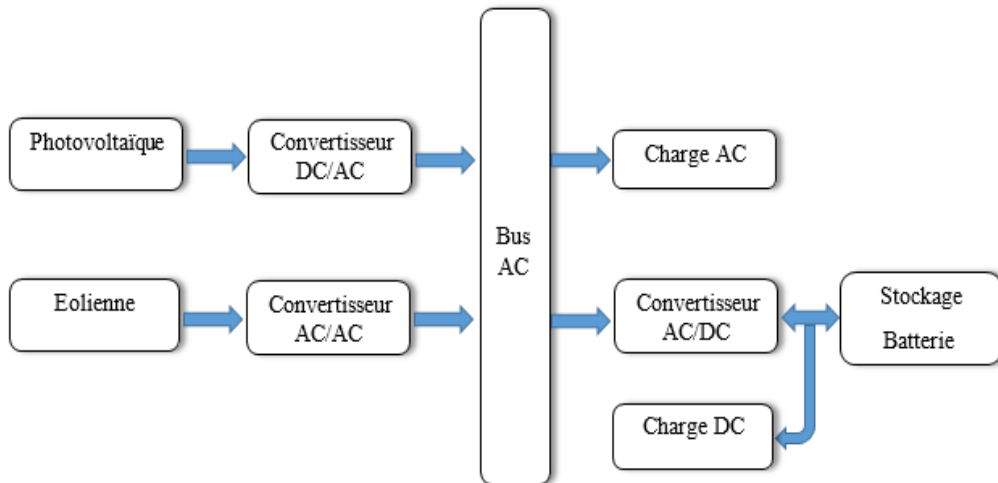 Photovoltaïque
Convertisseur
DC/AC
Charge AC
Bus
AC
Eolienne
Convertisseur
AC/AC
Convertisseur
AC/DC
Stockage
Batterie
Charge DC